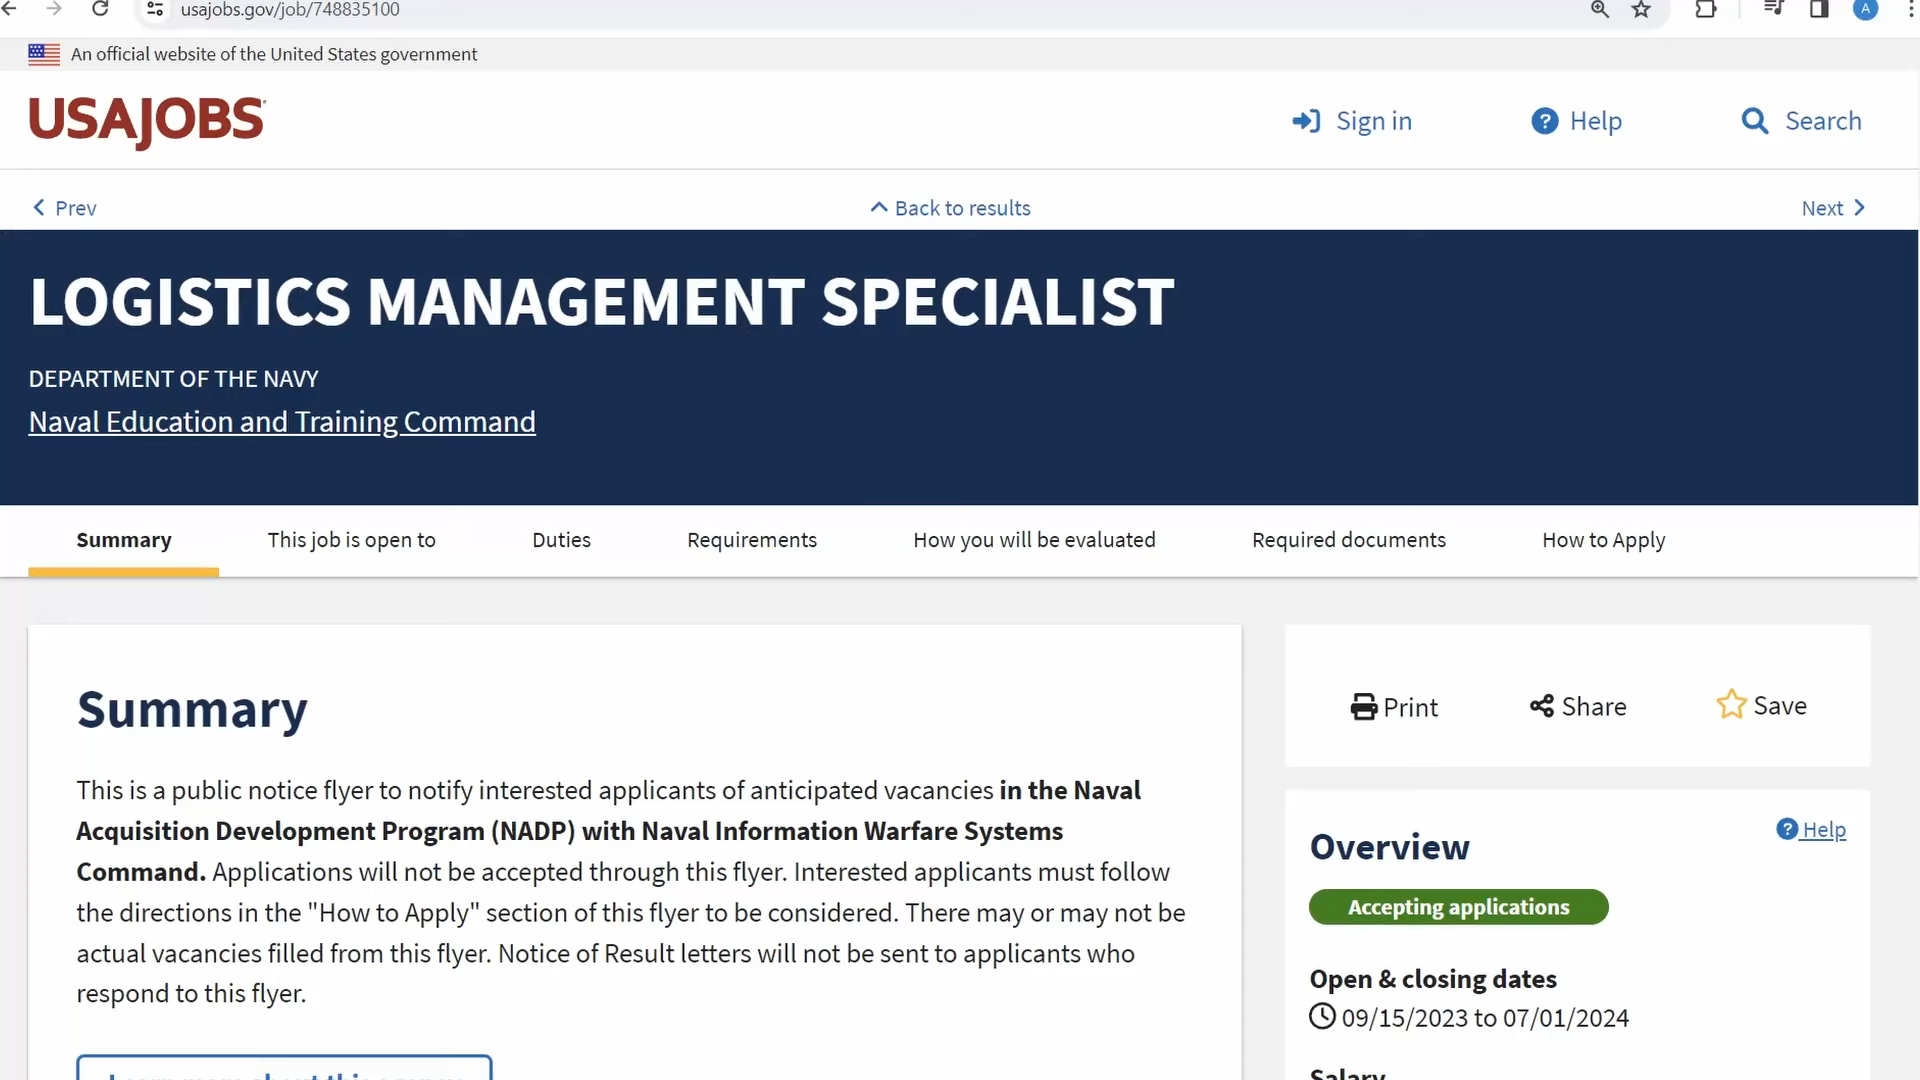 usajobs.gov/job/748835100
A
An official website of the United States government
USAJOBS
Sign in
Help
Search
Prev
Back to results
Next
LOGISTICS MANAGEMENT SPECIALIST
DEPARTMENT OF THE NAVY
Naval Education and Training Command
Summary
This job is open to
Duties
Requirements
How you will be evaluated
Required documents
How to Apply
Summary
This is a public notice flyer to notify interested applicants of anticipated vacancies in the Naval
Acquisition Development Program (NADP) with Naval Information Warfare Systems
Command. Applications will not be accepted through this flyer. Interested applicants must follow
the directions in the "How to Apply" section of this flyer to be considered. There may or may not be
actual vacancies filled from this flyer. Notice of Result letters will not be sent to applicants who
respond to this flyer.
Print
Share
Save
Overview
Help
Accepting applications
Open & closing dates
09/15/2023 to 07/01/2024
Salary